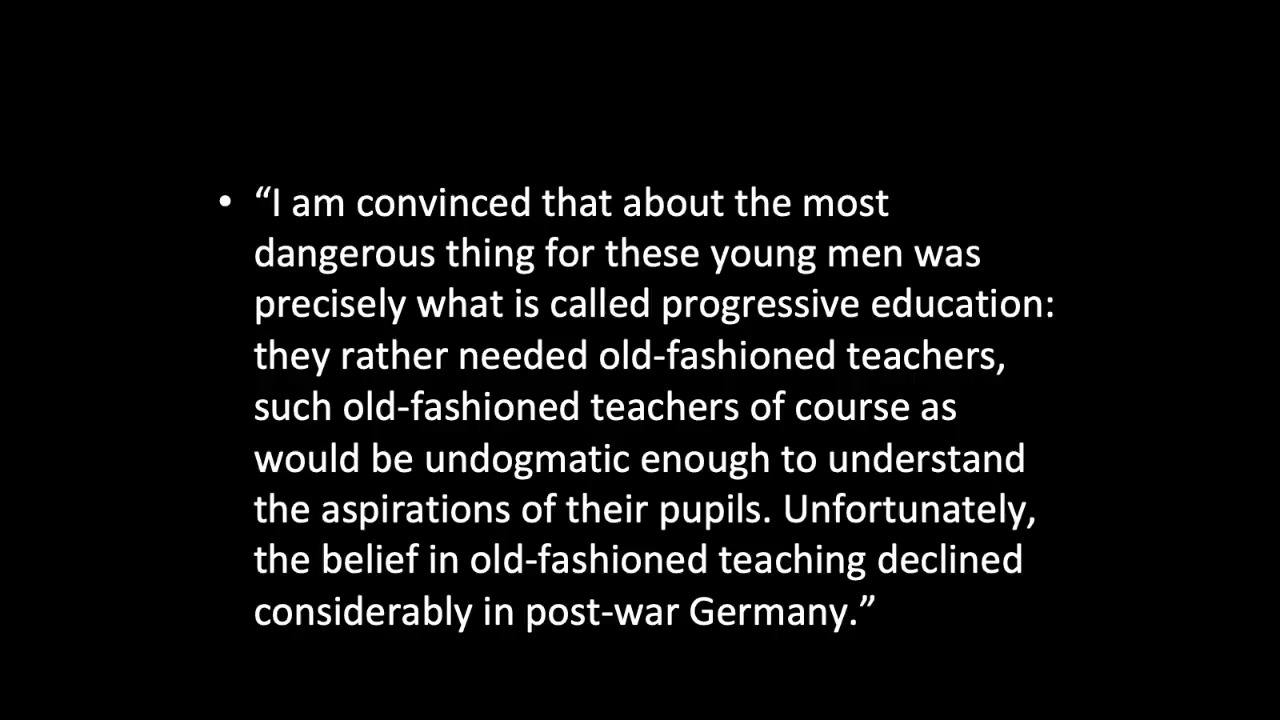 • “I am convinced that about the most
dangerous thing for these young men was
precisely what is called progressive education:
they rather needed old-fashioned teachers,
such old-fashioned teachers of course as
would be undogmatic enough to understand
the aspirations of their pupils. Unfortunately,
the belief in old-fashioned teaching declined
considerably in post-war Germany.”